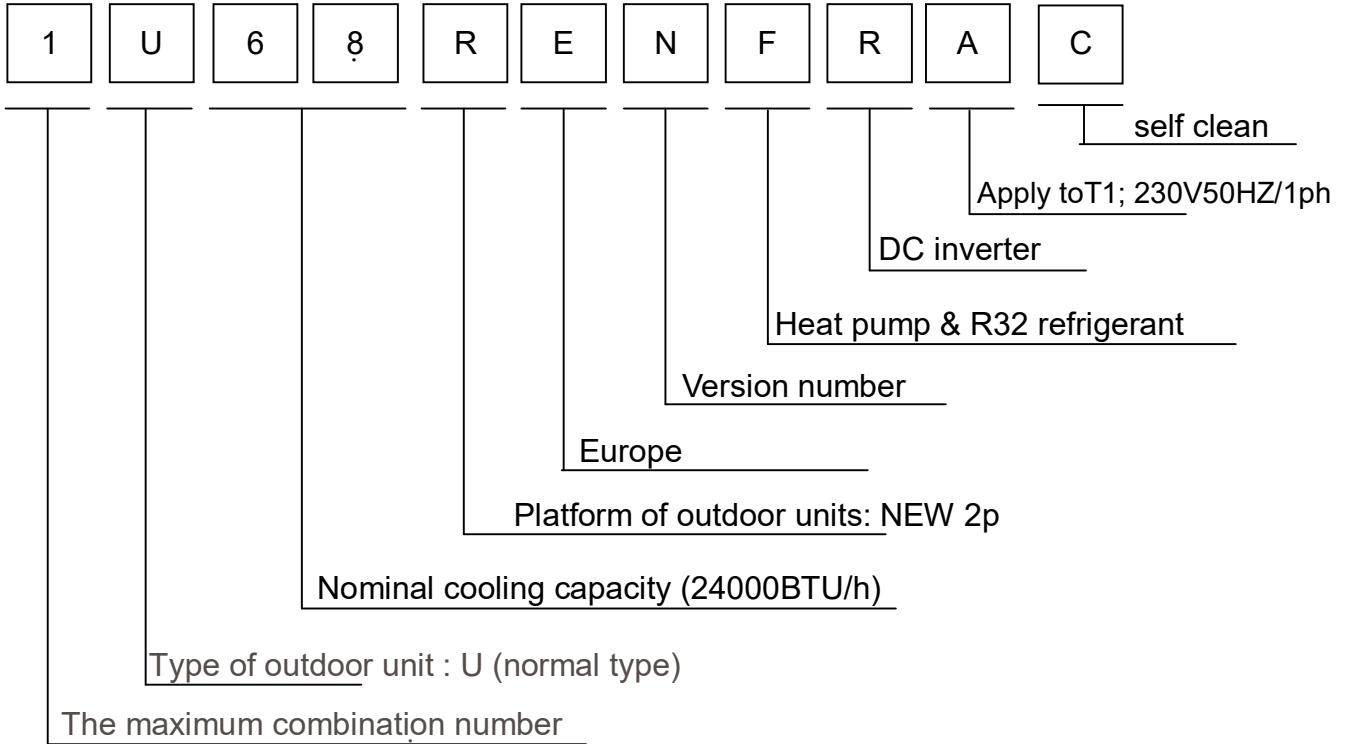 1 U 6 8 R E N F R A C
self clean
Apply toT1; 230V50HZ/1ph
DC inverter
Heat pump & R32 refrigerant
Version number
Europe
Platform of outdoor units: NEW 2p
Nominal cooling capacity (24000BTU/h)
Type of outdoor unit : U (normal type)
The maximum combination number